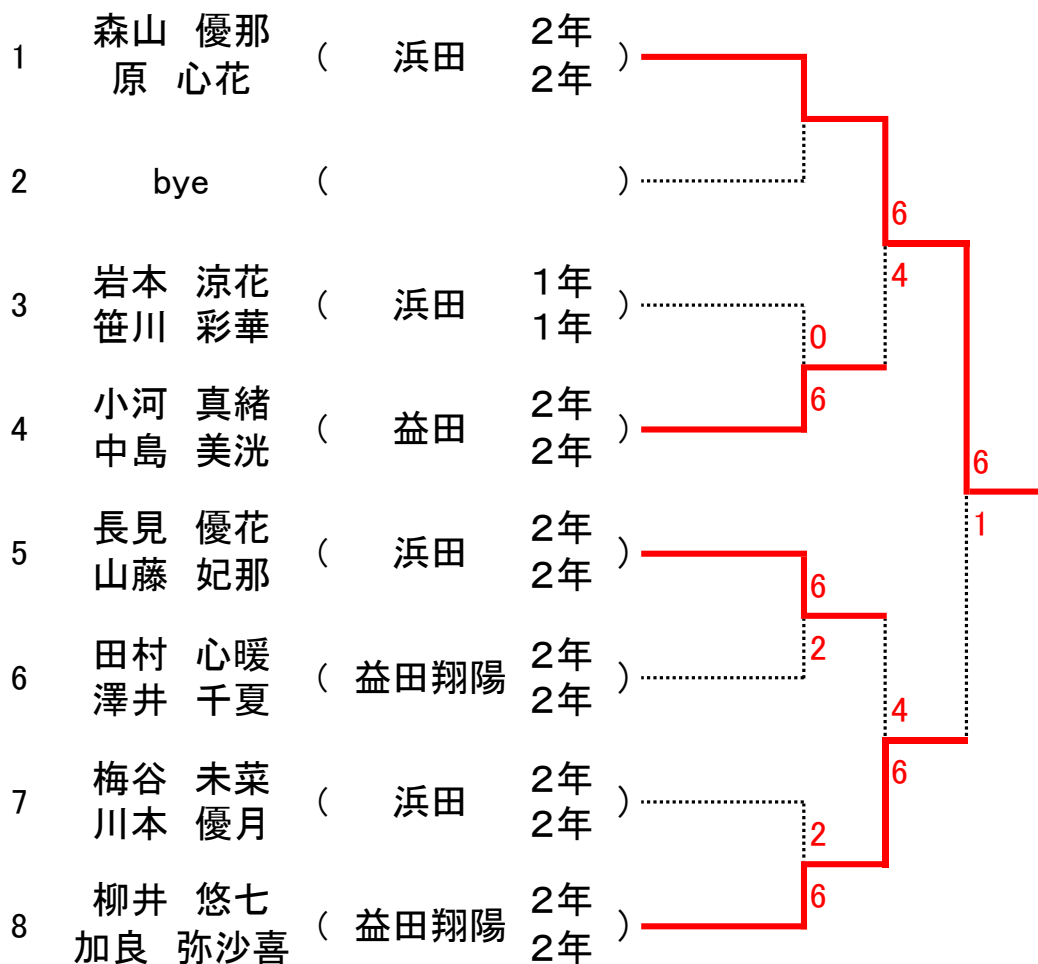 1 森山 優那 ( 浜田 2年 )
原 心花 2年
2 bye ( )
6
4
3 岩本 涼花 ( 浜田 1年 )
笹川 彩華 1年
0
6
4 小河 真緒 ( 益田 2年 )
中島 美洸 2年
6
1
5 長見 優花 ( 浜田 2年 )
山藤 妃那 2年
6
2
6 田村 心暖 ( 益田翔陽 2年 )
澤井 千夏 2年
4
6
7 梅谷 未菜 ( 浜田 2年 )
川本 優月 2年
2
6
8 柳井 悠七 ( 益田翔陽 2年 )
加良 弥沙喜 2年